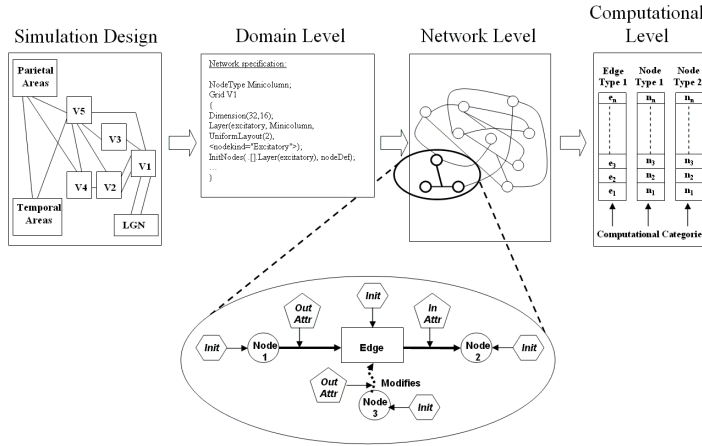 Simulation Design
Domain Level
Network Level
Computational
Level
Parietal
Areas
V5
V3
V1
V4
V2
Temporal
Areas
LGN
Network specification:
NodeType Minicolumn;
Grid V1
{
Dimension(32,16);
Layer(excitatory, Minicolumn,
UniformLayout(2),
<nodekind="Excitatory">);
InitNodes( .[].Layer(excitatory), nodeDef);
...
}
Edge
Type 1
Node
Type 1
Node
Type 2
en
nn
nn
e3
n3
n3
e2
n2
n2
e1
n1
n1
Computational Categories
Init
Out
Attr
In
Attr
Init
Node
1
Edge
Node
2
Init
Out
Attr
Modifies
Node
3
Init